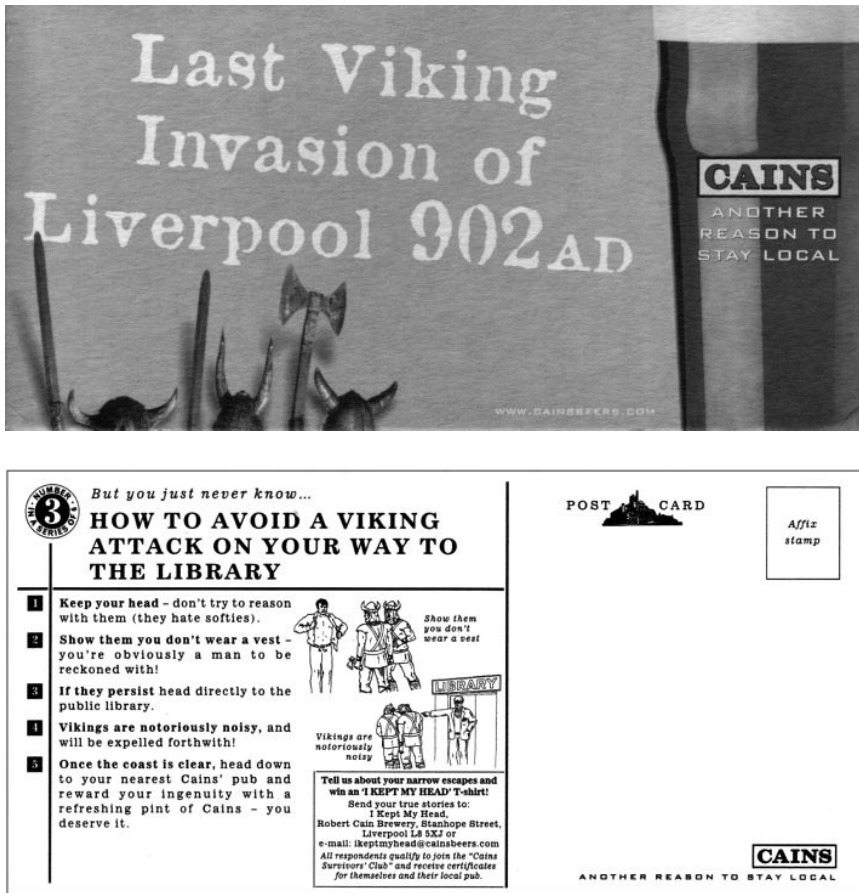 Last Viking
Invasion of
Liverpool 902AD
CAINS
ANOTHER
REASON TO
STAY LOCAL
WWW.CAINSBEERS.COM
NUMBER
3
IN A SERIES OF 9
But you just never know...
HOW TO AVOID A VIKING
ATTACK ON YOUR WAY TO
THE LIBRARY
1 Keep your head – don't try to reason
with them (they hate softies).
2 Show them you don't wear a vest –
you're obviously a man to be
reckoned with!
3 If they persist head directly to the
public library.
4 Vikings are notoriously noisy, and
will be expelled forthwith!
5 Once the coast is clear, head down
to your nearest Cains' pub and
reward your ingenuity with a
refreshing pint of Cains – you
deserve it.
Show them
you don't
wear a vest
LIBRARY
Vikings are
notoriously
noisy
Tell us about your narrow escapes and
win an 'I KEPT MY HEAD' T-shirt!
Send your true stories to:
I Kept My Head,
Robert Cain Brewery, Stanhope Street,
Liverpool L8 5XJ or
e-mail: ikeptmyhead@cainsbeers.com
All respondents qualify to join the "Cains
Survivors' Club" and receive certificates
for themselves and their local pub.
POST CARD
Affix
stamp
CAINS
ANOTHER REASON TO STAY LOCAL